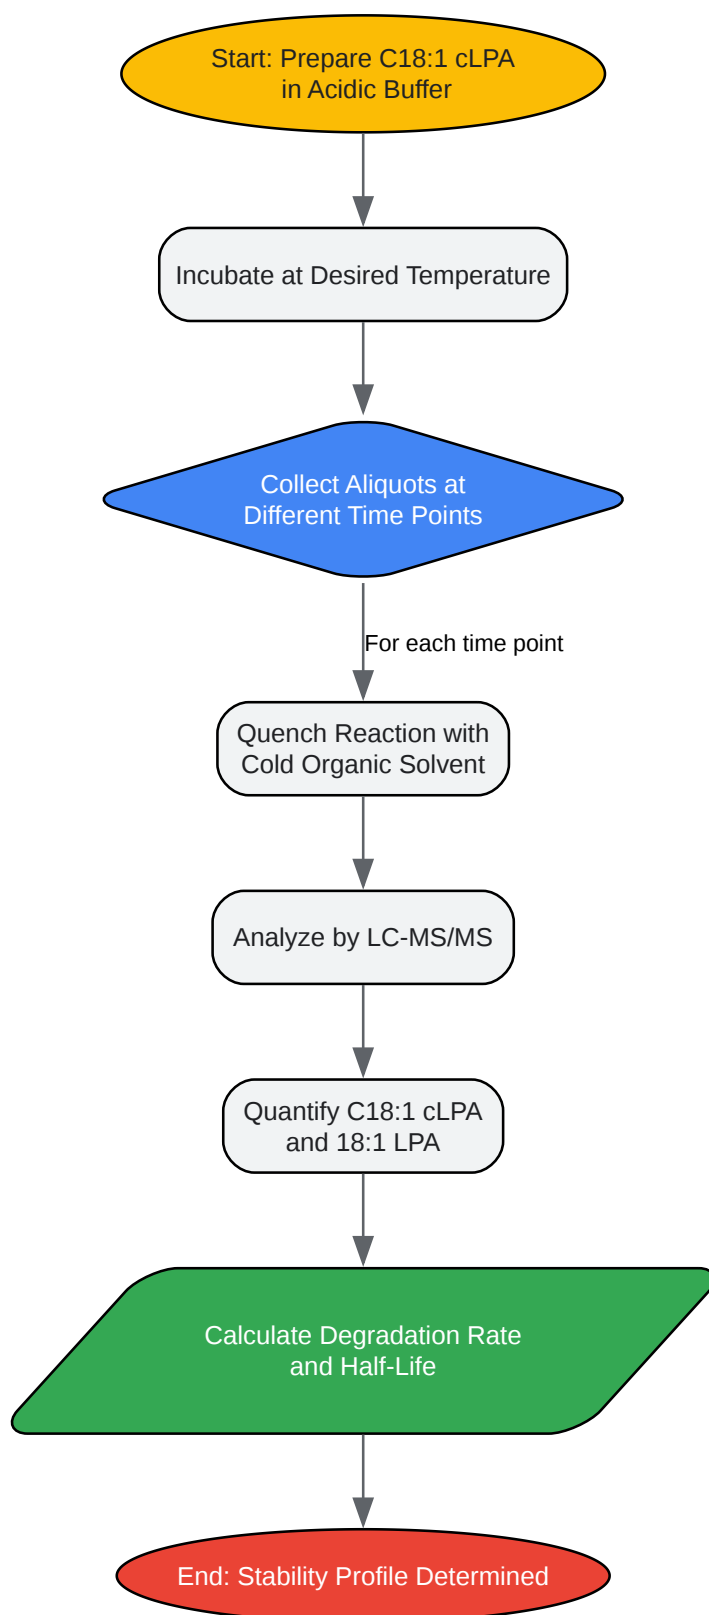 Start: Prepare C18:1 cLPA
in Acidic Buffer
Incubate at Desired Temperature
Collect Aliquots at
Different Time Points
For each time point
Quench Reaction with
Cold Organic Solvent
Analyze by LC-MS/MS
Quantify C18:1 cLPA
and 18:1 LPA
Calculate Degradation Rate
and Half-Life
End: Stability Profile Determined